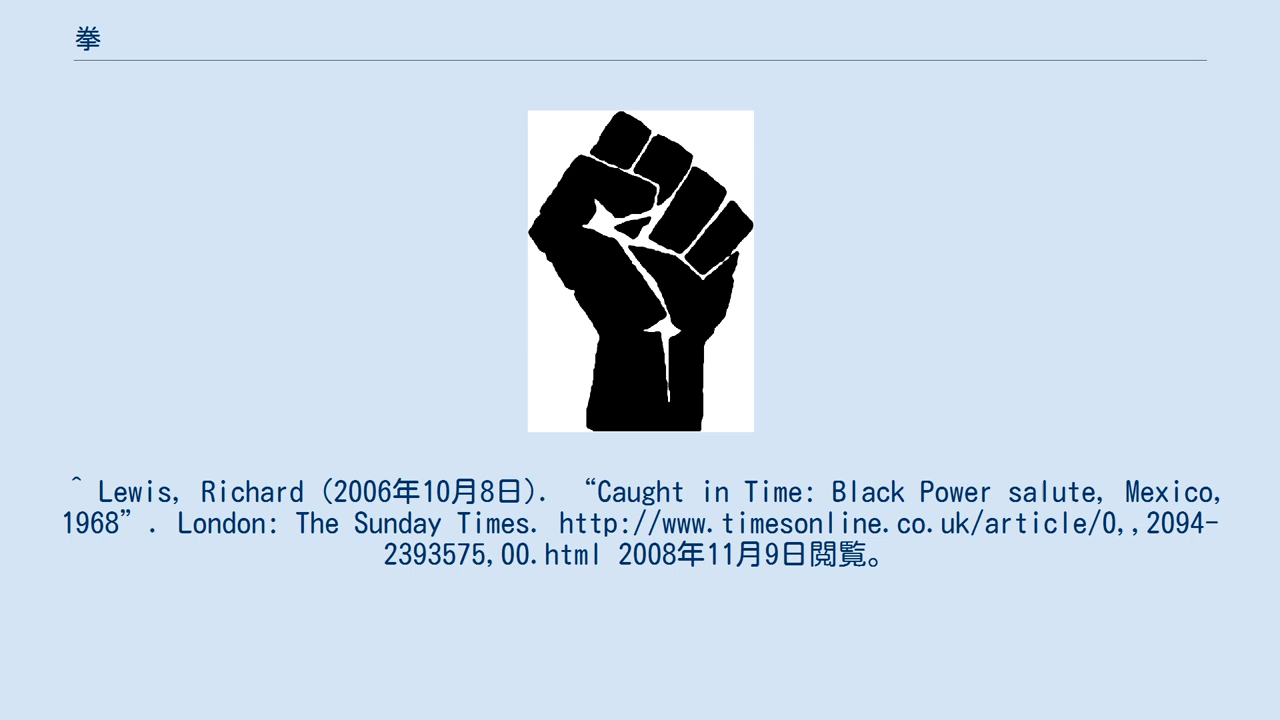 拳
^ Lewis, Richard (2006年10月8日). “Caught in Time: Black Power salute, Mexico,
1968”. London: The Sunday Times. http://www.timesonline.co.uk/article/0,,2094-
2393575,00.html 2008年11月9日閲覧。